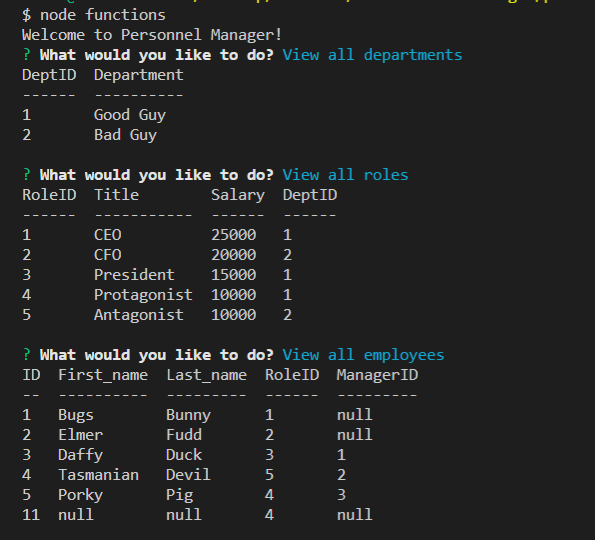 $ node functions
Welcome to Personnel Manager!
? What would you like to do? View all departments
DeptID  Department
------  ----------
1       Good Guy
2       Bad Guy
? What would you like to do? View all roles
RoleID  Title        Salary  DeptID
------  -----------  ------  ------
1       CEO          25000   1
2       CFO          20000   2
3       President    15000   1
4       Protagonist  10000   1
5       Antagonist   10000   2
? What would you like to do? View all employees
ID  First_name  Last_name  RoleID  ManagerID
--  ----------  ---------  ------  ---------
1   Bugs        Bunny      1       null
2   Elmer       Fudd       2       null
3   Daffy       Duck       3       1
4   Tasmanian   Devil      5       2
5   Porky       Pig        4       3
11  null        null       4       null